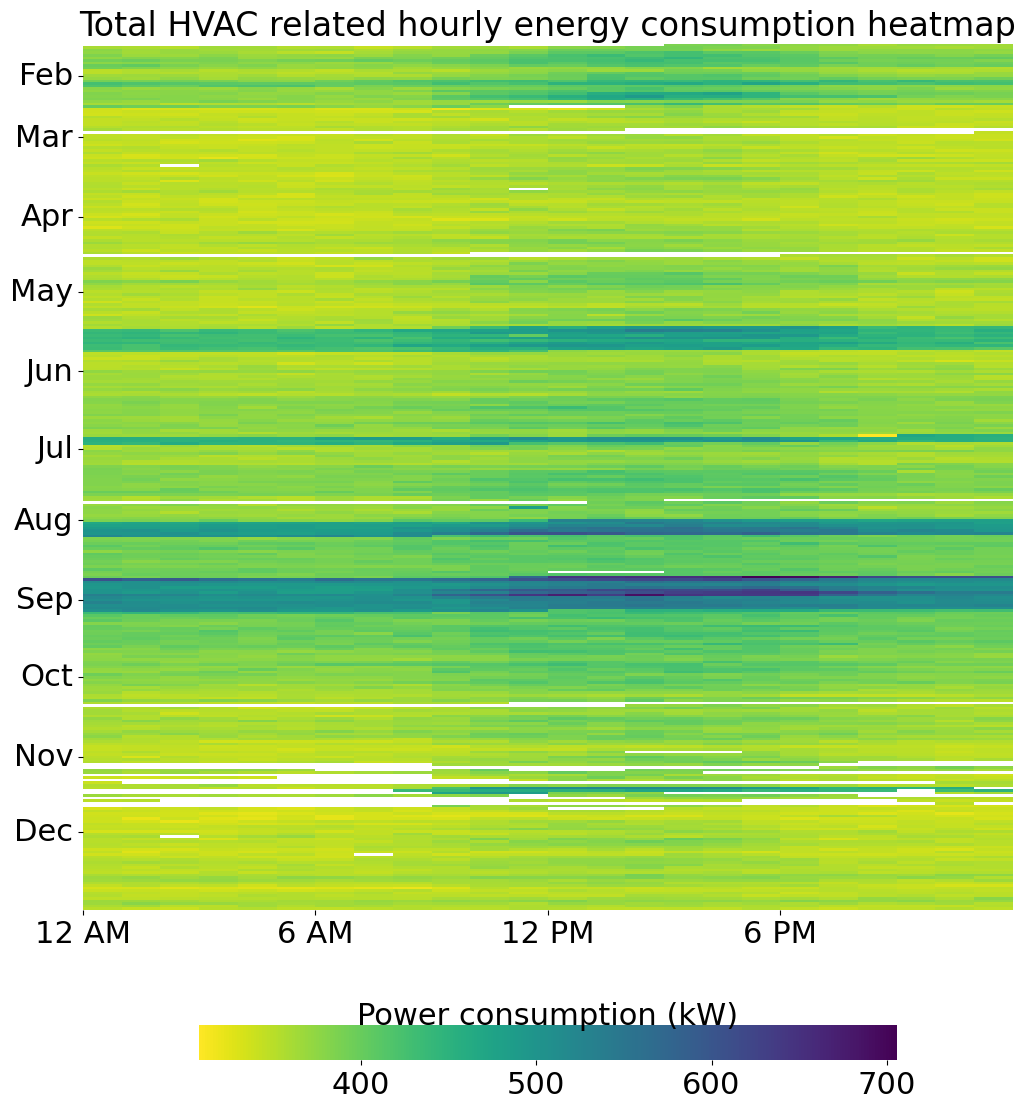 Total HVAC related hourly energy consumption heatmap
Feb
Mar
Apr
May
Jun
Jul
Aug
Sep
Oct
Nov
Dec
12 AM 6 AM 12 PM 6 PM
Power consumption (kW)
400 500 600 700